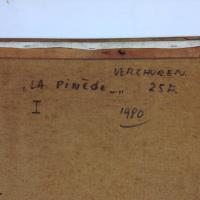 VERCHUREN.
„LA PINÈDE„ 25F.
I
1980